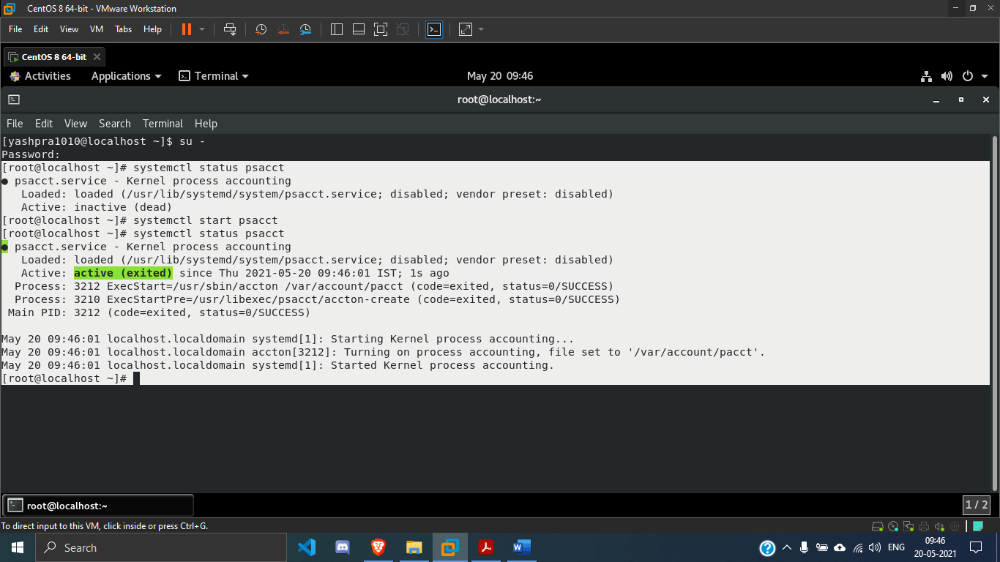 CentOS 8 64-bit - VMware Workstation
File Edit View VM Tabs Help
CentOS 8 64-bit
Activities Applications Terminal May 20 09:46
root@localhost:~
File Edit View Search Terminal Help
[yashpra1010@localhost ~]$ su -
Password:
[root@localhost ~]# systemctl status psacct
● psacct.service - Kernel process accounting
   Loaded: loaded (/usr/lib/systemd/system/psacct.service; disabled; vendor preset: disabled)
   Active: inactive (dead)
[root@localhost ~]# systemctl start psacct
[root@localhost ~]# systemctl status psacct
● psacct.service - Kernel process accounting
   Loaded: loaded (/usr/lib/systemd/system/psacct.service; disabled; vendor preset: disabled)
   Active: active (exited) since Thu 2021-05-20 09:46:01 IST; 1s ago
  Process: 3212 ExecStart=/usr/sbin/accton /var/account/pacct (code=exited, status=0/SUCCESS)
  Process: 3210 ExecStartPre=/usr/libexec/psacct/accton-create (code=exited, status=0/SUCCESS)
 Main PID: 3212 (code=exited, status=0/SUCCESS)
May 20 09:46:01 localhost.localdomain systemd[1]: Starting Kernel process accounting...
May 20 09:46:01 localhost.localdomain accton[3212]: Turning on process accounting, file set to '/var/account/pacct'.
May 20 09:46:01 localhost.localdomain systemd[1]: Started Kernel process accounting.
[root@localhost ~]#
root@localhost:~ 1 / 2
To direct input to this VM, click inside or press Ctrl+G.
Search ENG 09:46
20-05-2021